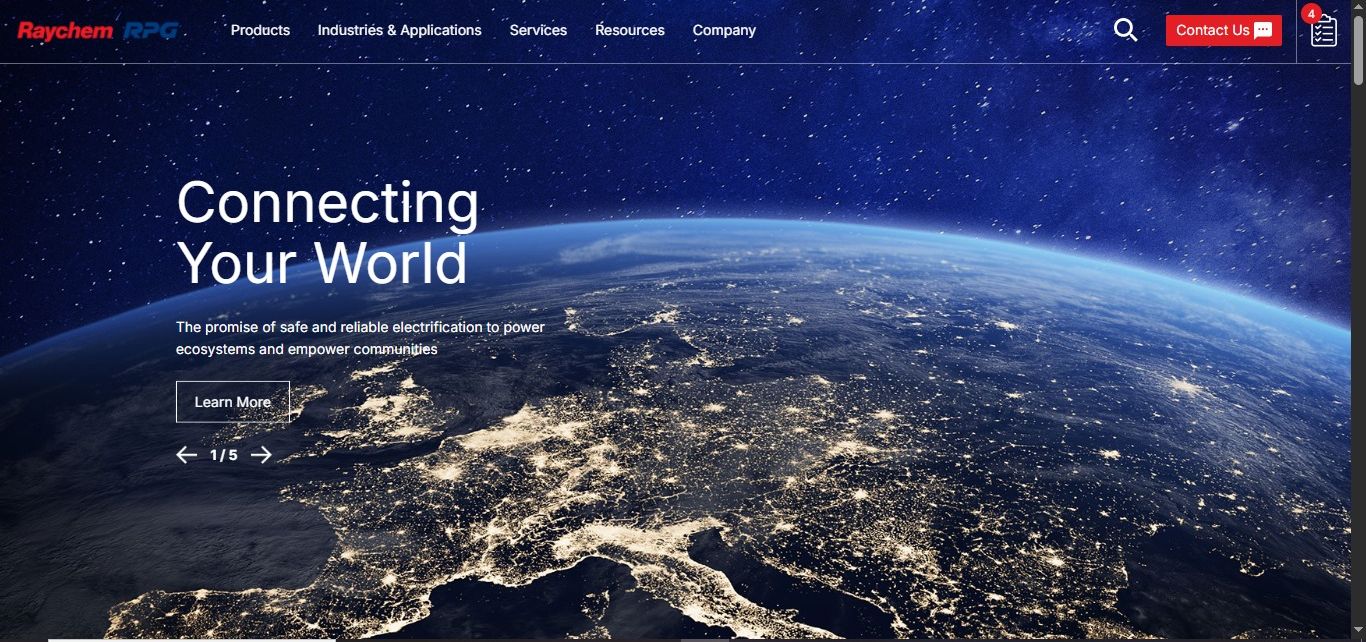 Raychem RPG
Products
Industries & Applications
Services
Resources
Company
Contact Us
4
Connecting
Your World
The promise of safe and reliable electrification to power
ecosystems and empower communities
Learn More
1 / 5